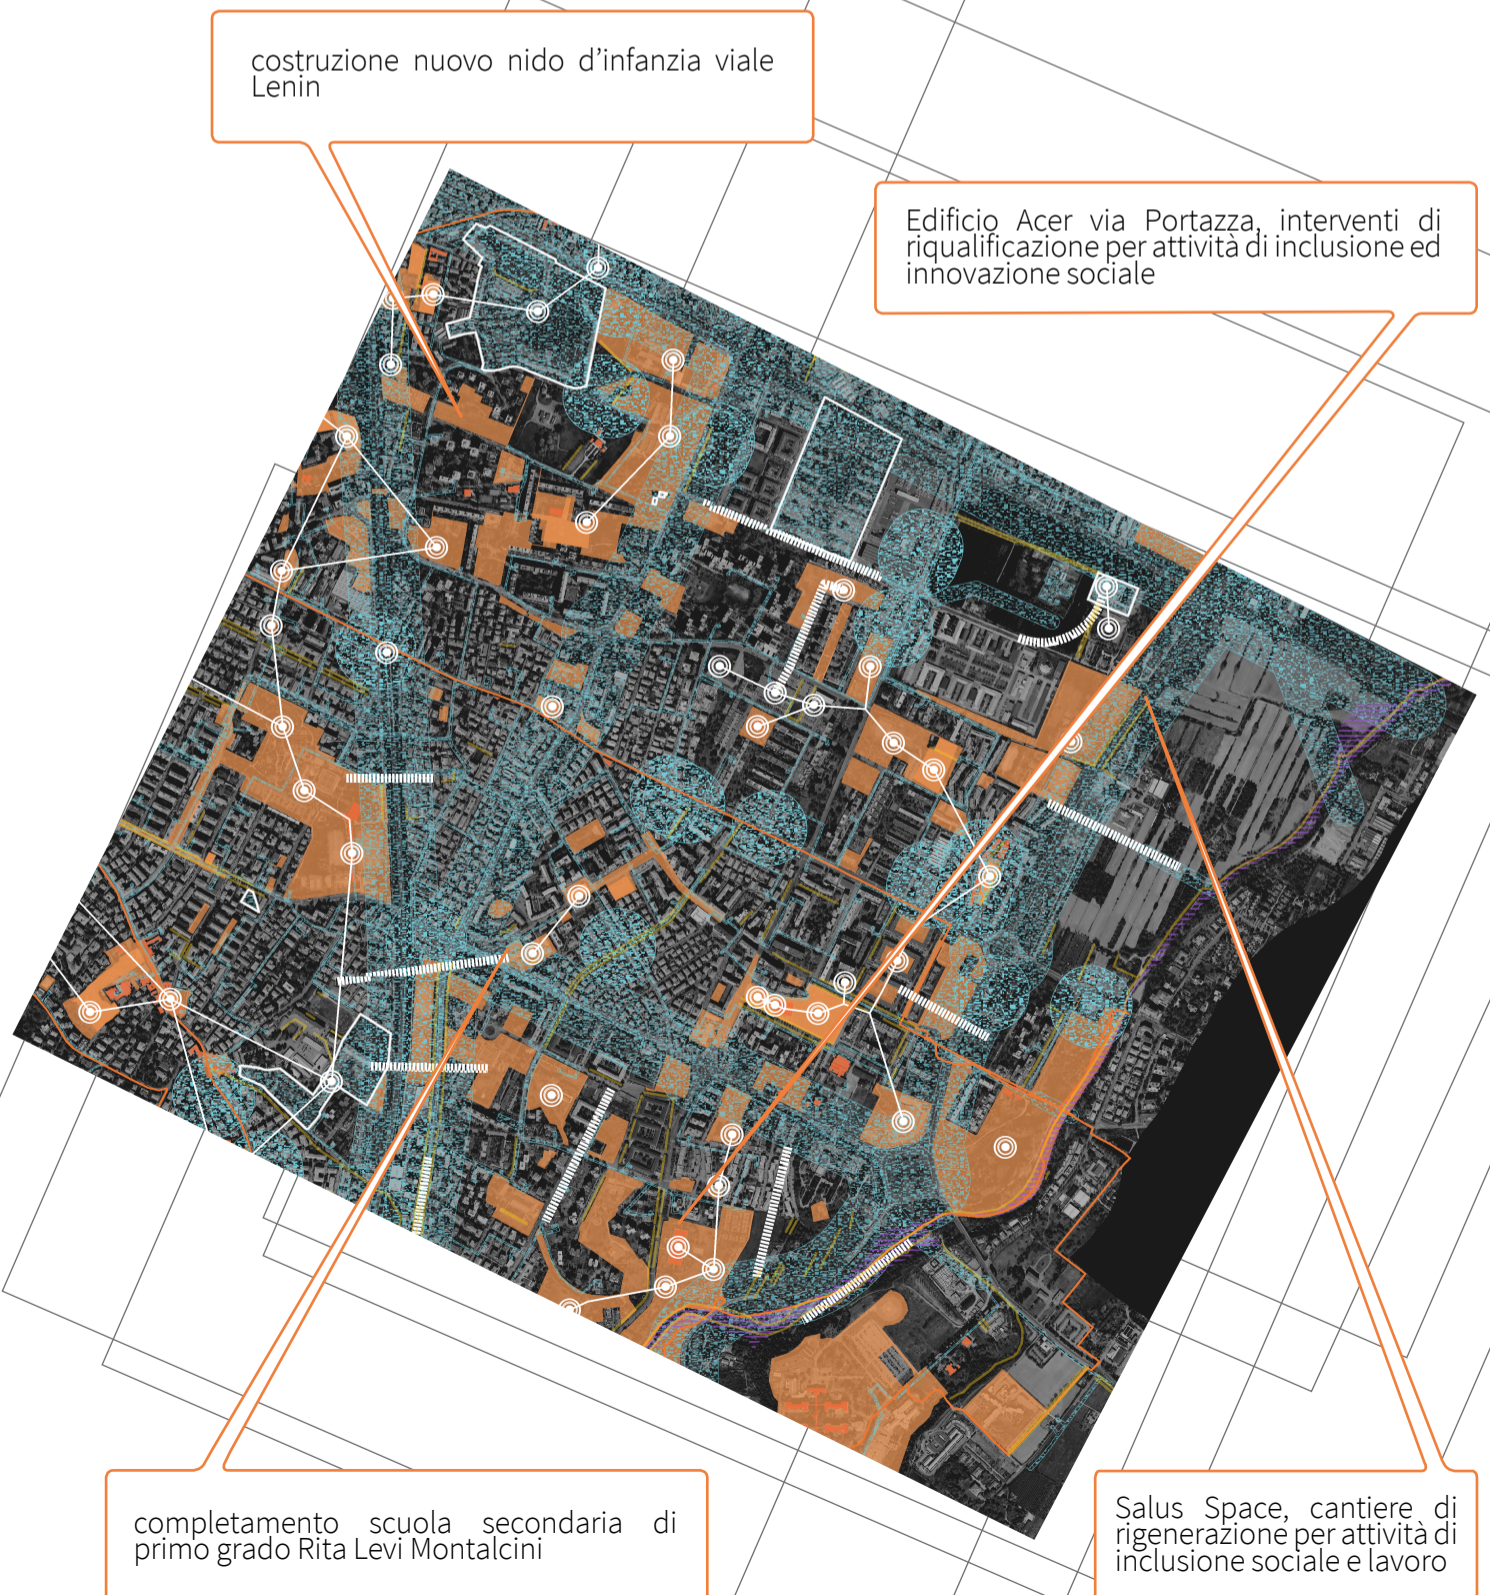 costruzione nuovo nido d'infanzia viale
Lenin
Edificio Acer via Portazza, interventi di
riqualificazione per attività di inclusione ed
innovazione sociale
completamento scuola secondaria di
primo grado Rita Levi Montalcini
Salus Space, cantiere di
rigenerazione per attività di
inclusione sociale e lavoro